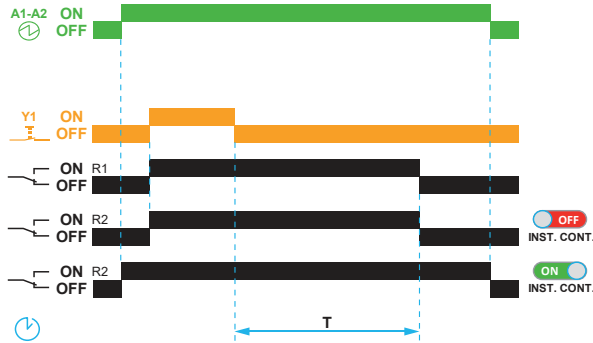 A1-A2 ON
OFF
Y1 ON
OFF
ON R1
OFF
ON R2
OFF
OFF
INST. CONT.
ON R2
OFF
ON
INST. CONT.
T